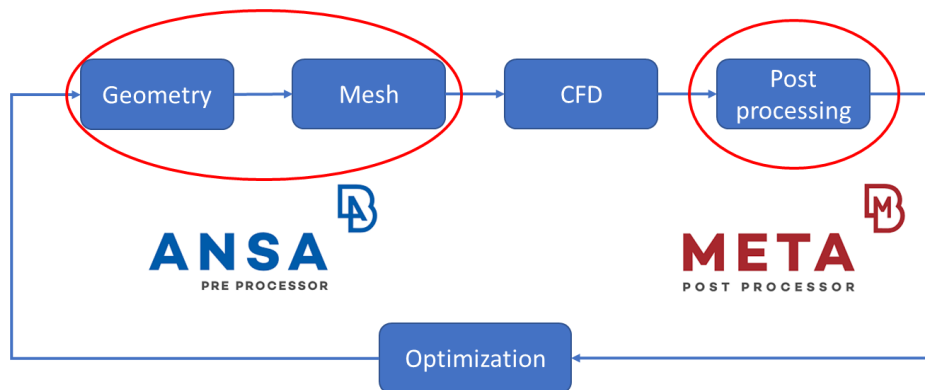 Geometry
Mesh
CFD
Post
processing
ANSA
PRE PROCESSOR
META
POST PROCESSOR
Optimization